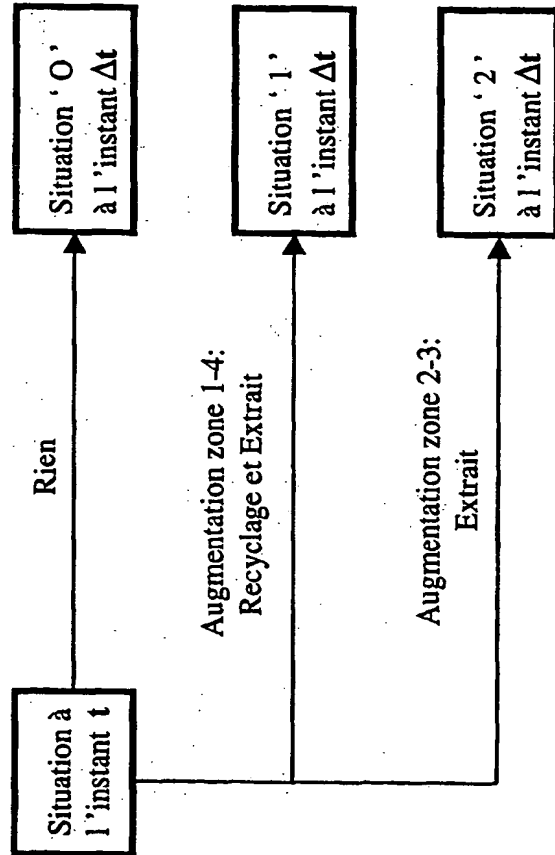 Situation à
l'instant t
Rien
Situation ‘ O ’
à l'instant Δt
Augmentation zone 1-4:
Recyclage et Extrait
Situation ‘ 1 ’
à l'instant Δt
Augmentation zone 2-3:
Extrait
Situation ‘ 2 ’
à l'instant Δt